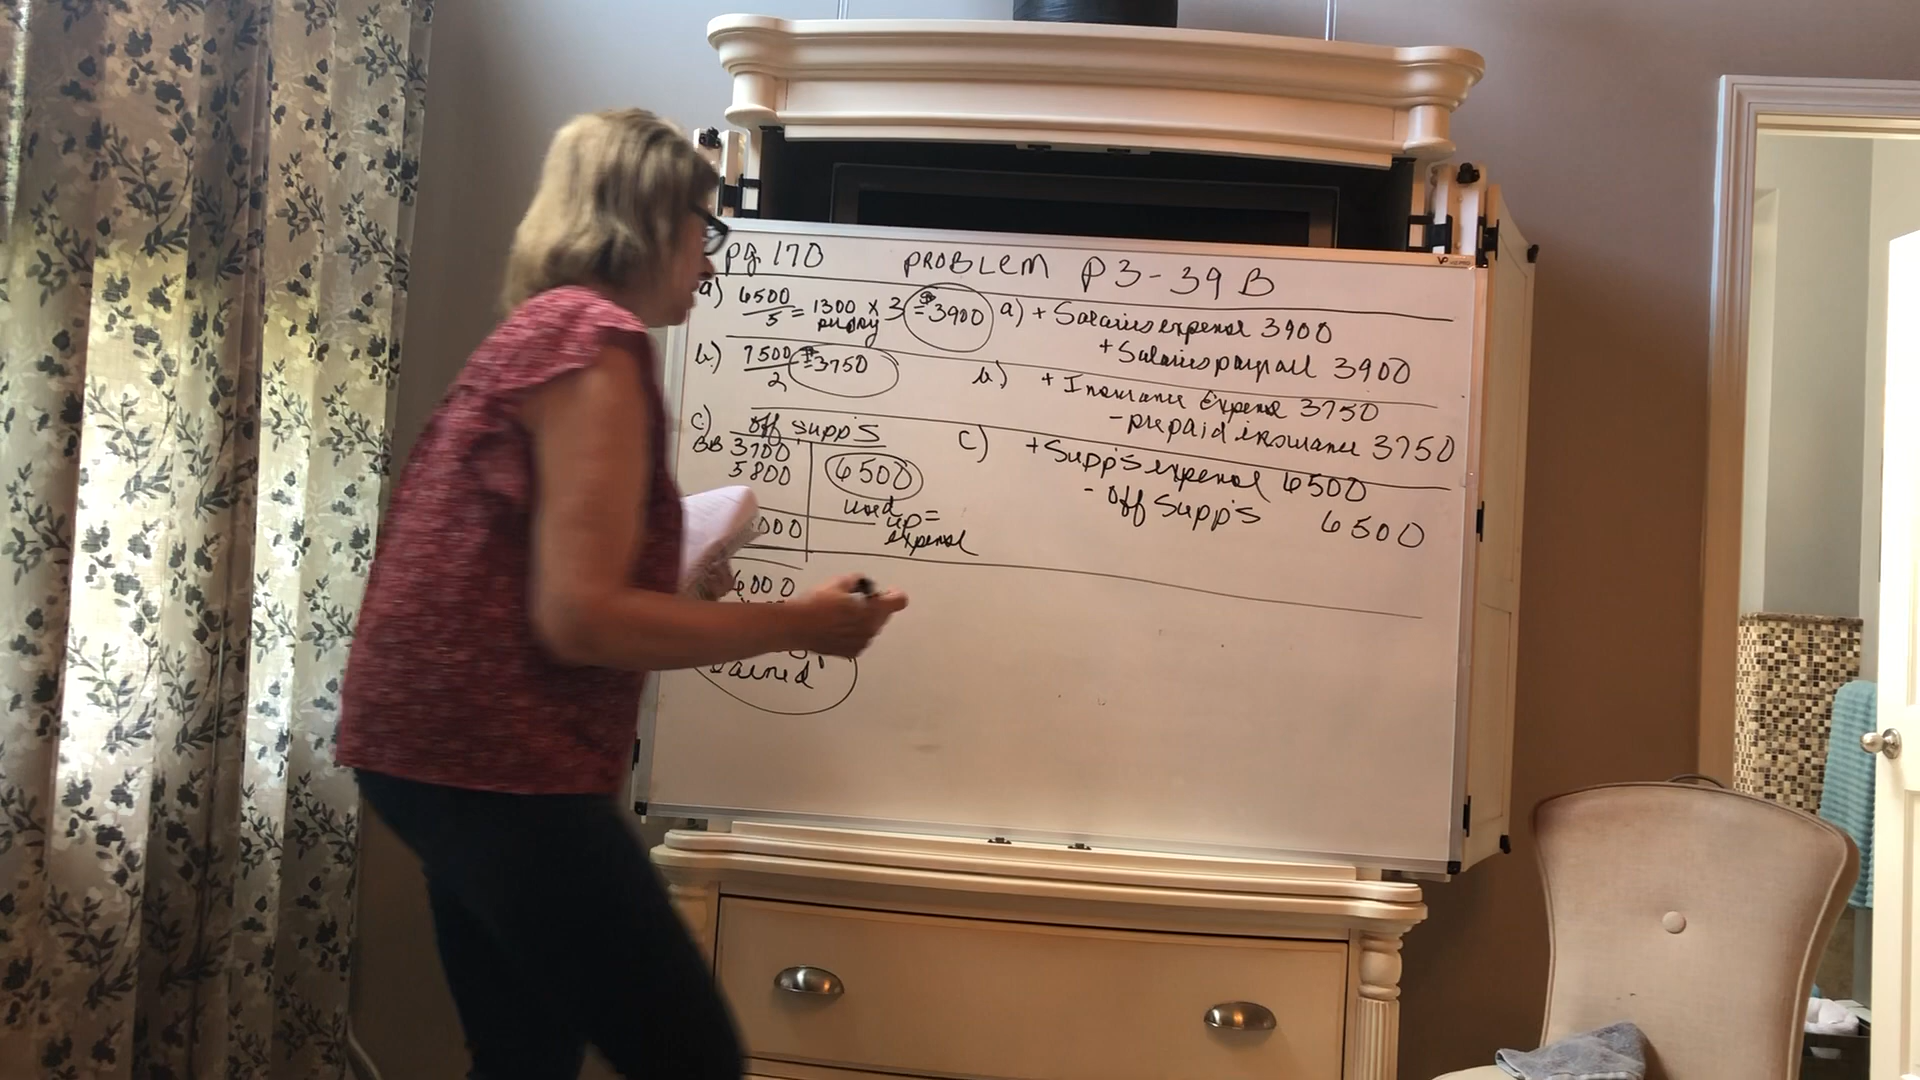 pg 170 PROBLEM P3-39B
a) 6500/5 = 1300 x 3 = $3900
per day
a) + Salaries expense 3900
+ Salaries payable 3900
b.) 7500/2 = $3750
b) + Insurance Expense 3750
- prepaid insurance 3750
c) Off Supp's
BB 3700
5800
6500
used up = expense
000
c) + Supp's expense 6500
- Off Supp's 6500
6000
earned